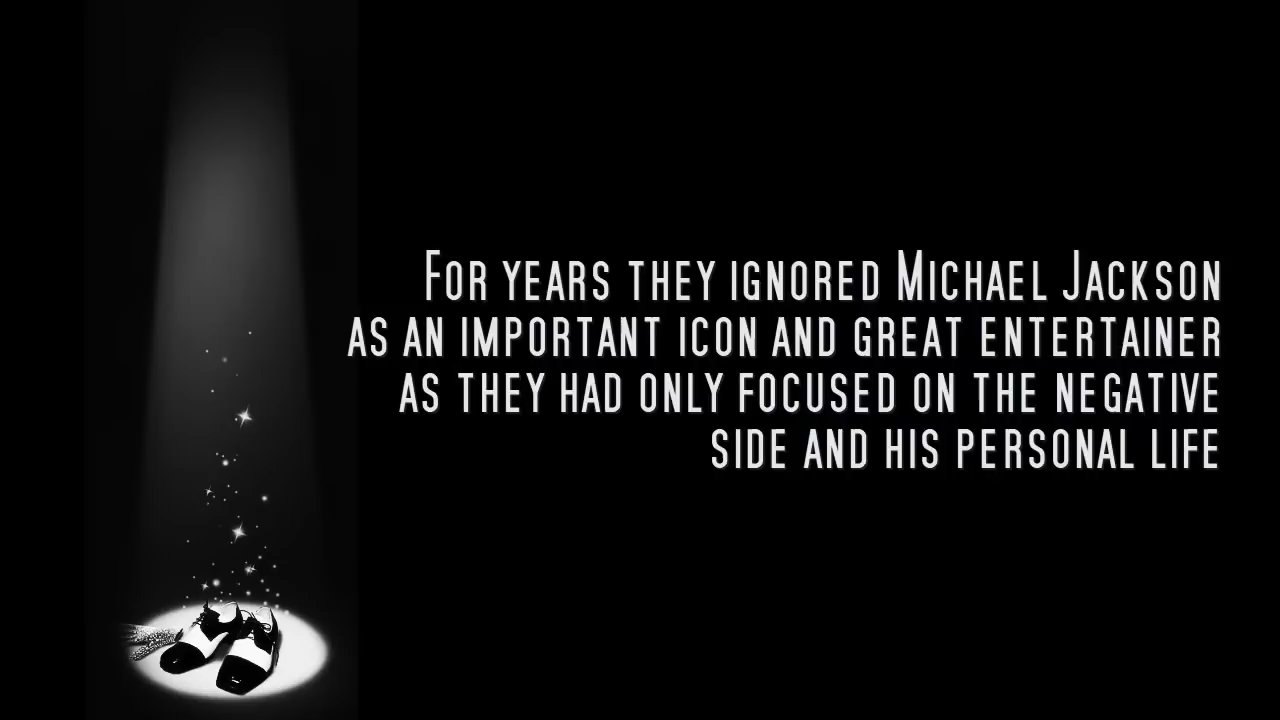 For years they ignored Michael Jackson
as an important icon and great entertainer
as they had only focused on the negative
side and his personal life